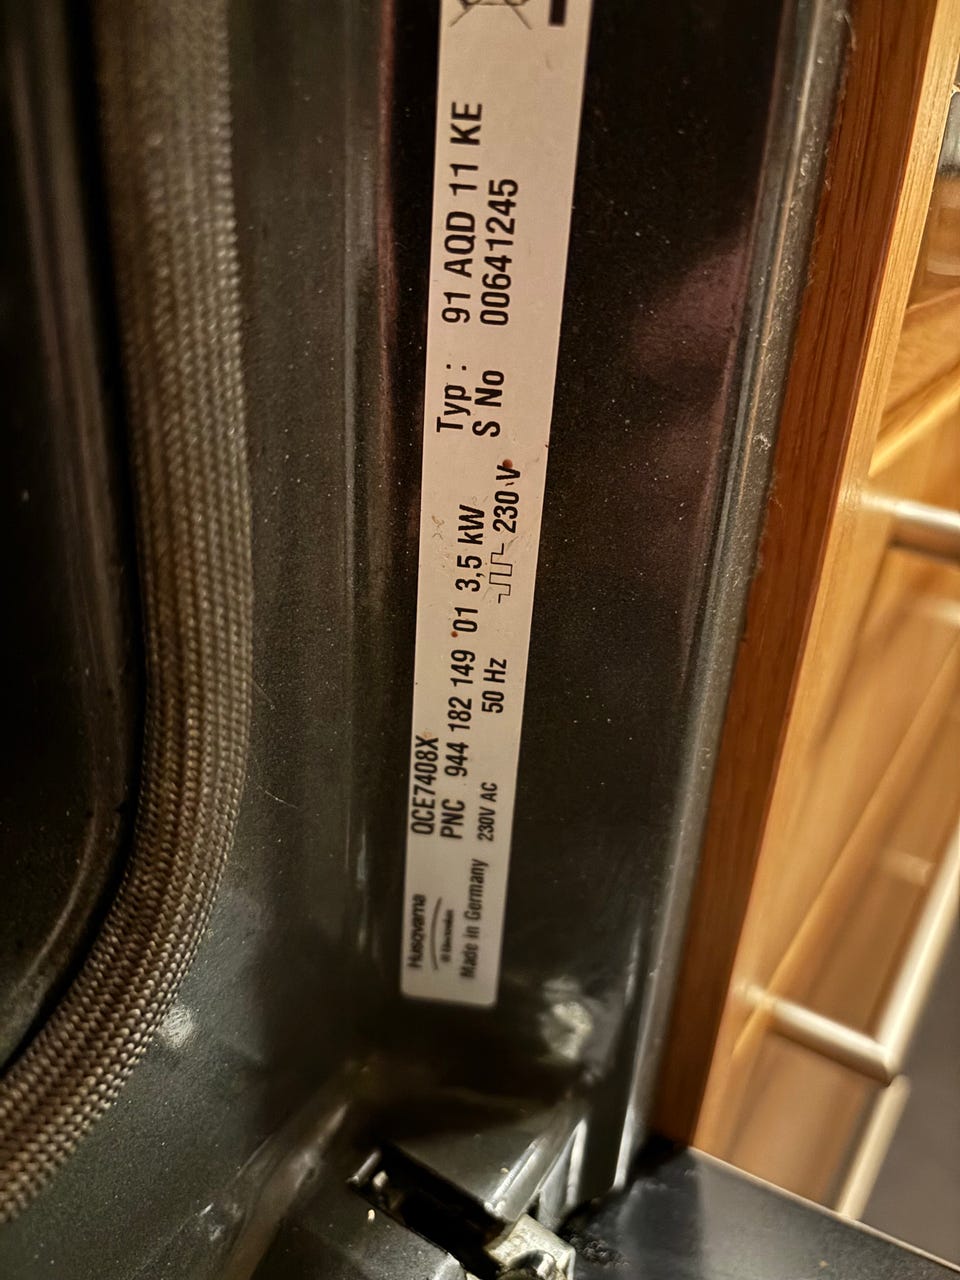 Husqvarna
Electrolux
Made in Germany
QCE7408X
PNC 944 182 149 01 3,5 kW
230V AC 50 Hz 230 V
Typ : 91 AQD 11 KE
S No 00641245